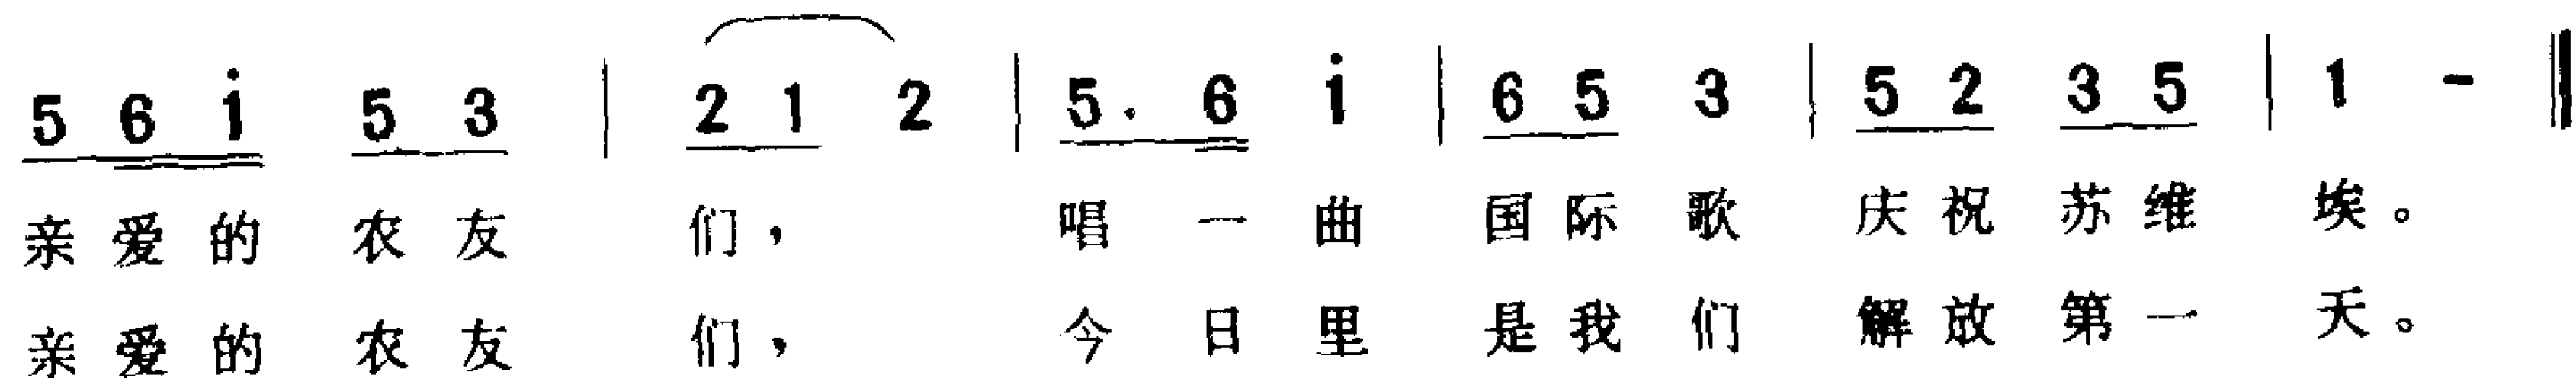 5 6 i 5 3 | 2 1 2 | 5 . 6 i | 6 5 3 | 5 2 3 5 | 1 - ‖
亲爱的 农友 们， 唱一曲 国际歌 庆祝苏维 埃。
亲爱的 农友 们， 今日里 是我们 解放第一 天。